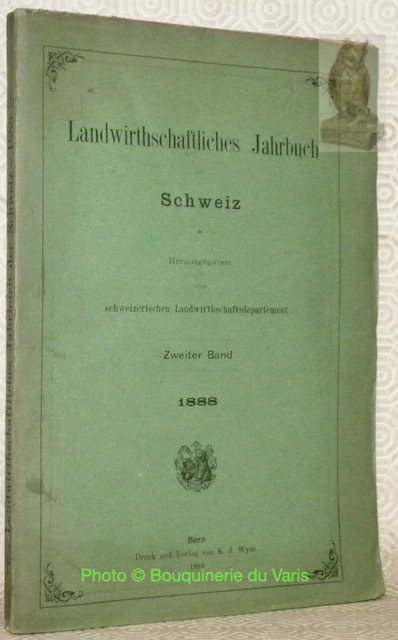 Landwirthschaftliches Jahrbuch
der
Schweiz
Herausgegeben
vom
schweizerischen Landwirthschaftsdepartement
Zweiter Band
1888
Bern
Druck und Verlag von K. J. Wyss
1888
Photo © Bouquinerie du Varis